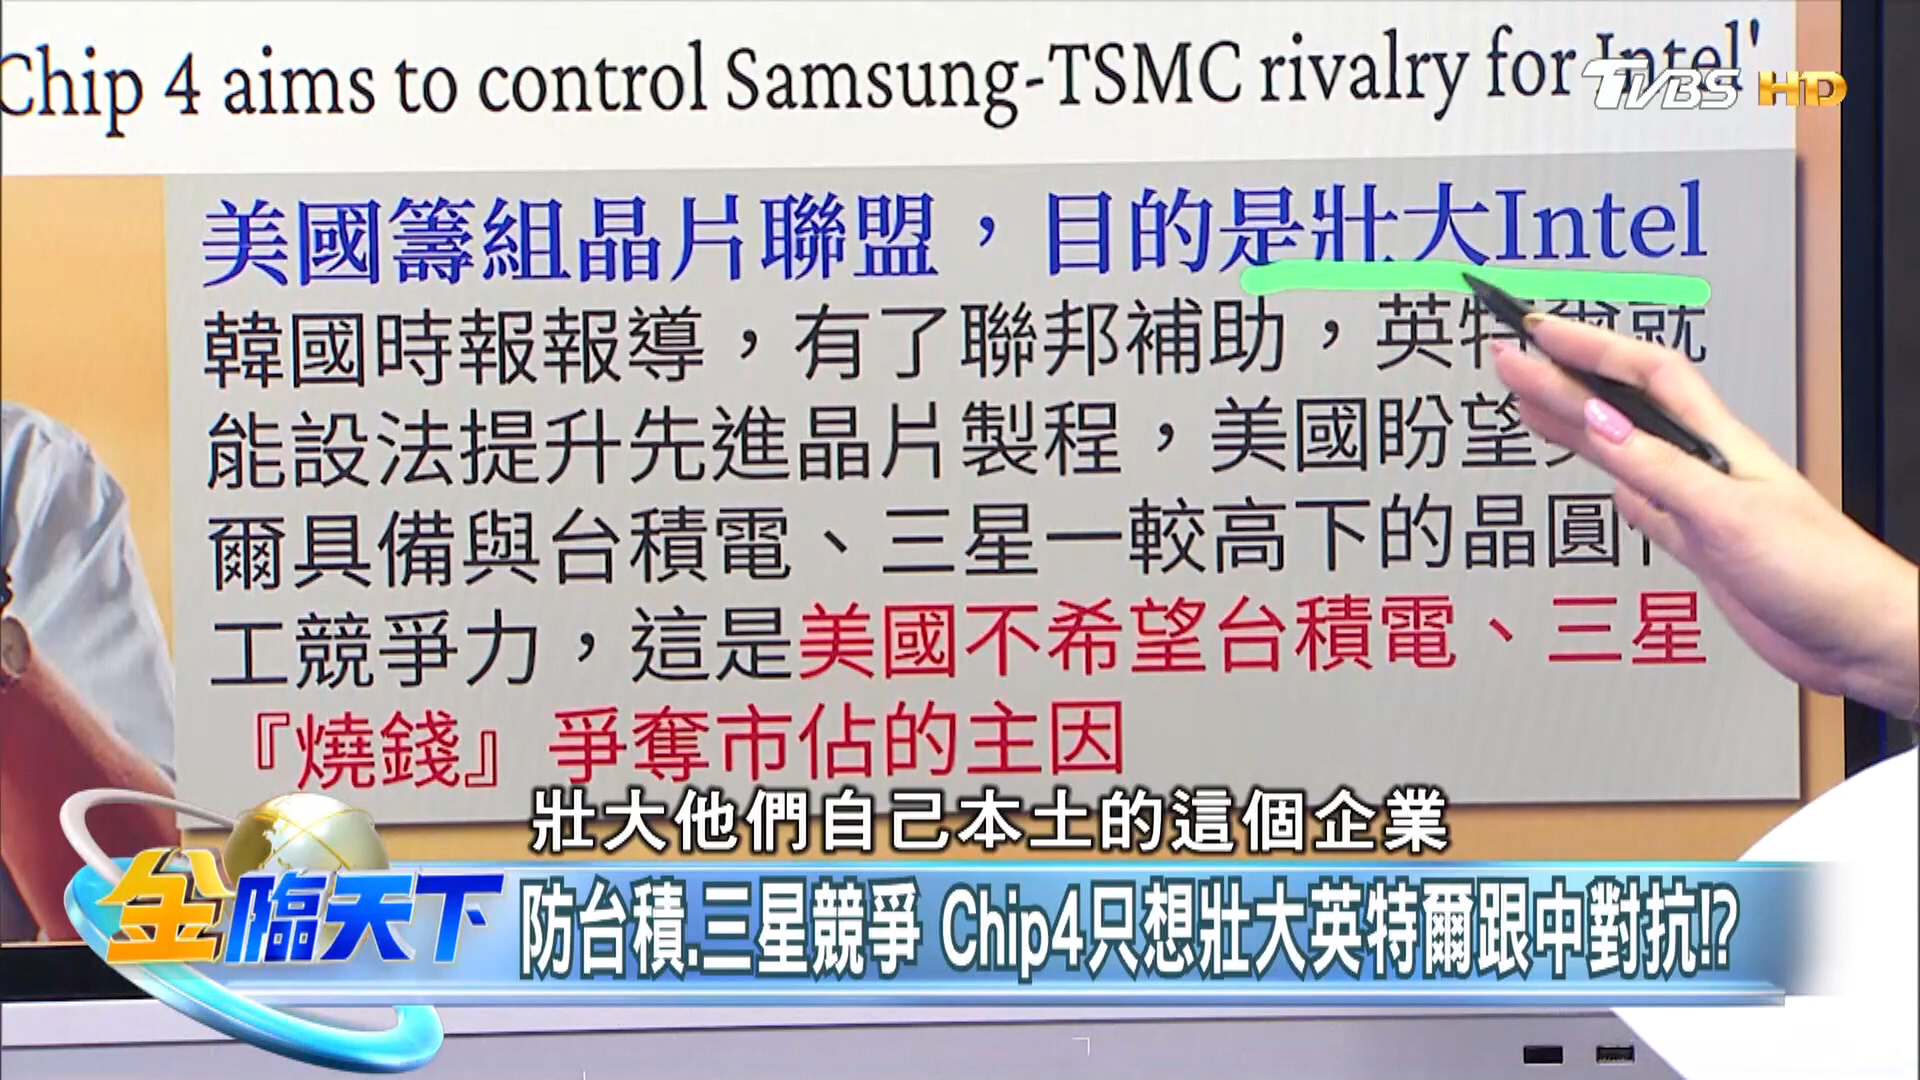 Chip 4 aims to control Samsung-TSMC rivalry for Intel'
TVBS HD
美國籌組晶片聯盟，目的是壯大Intel
韓國時報報導，有了聯邦補助，英特爾就
能設法提升先進晶片製程，美國盼望
爾具備與台積電、三星一較高下的晶圓
工競爭力，這是美國不希望台積電、三星
『燒錢』爭奪市佔的主因
壯大他們自己本土的這個企業
金臨天下
防台積.三星競爭 Chip4只想壯大英特爾跟中對抗!?